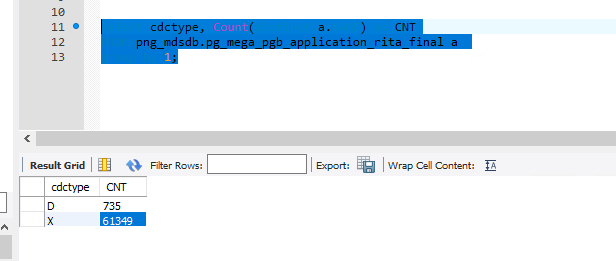 10
11 cdctype, Count( a. ) CNT
12 png_mdsdb.pg_mega_pgb_application_rita_final a
13 1;
Result Grid Filter Rows: Export: Wrap Cell Content: IA
cdctype CNT
D 735
X 61349